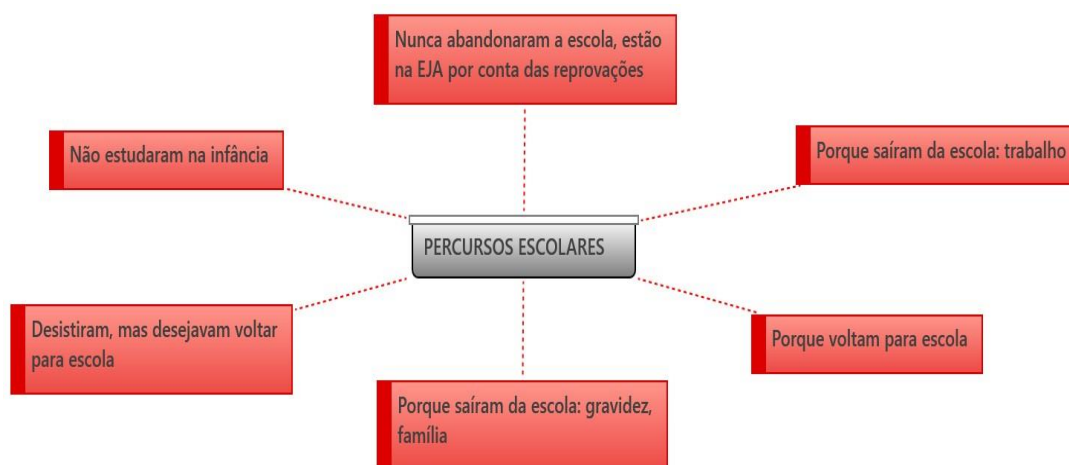 Nunca abandonaram a escola, estão
na EJA por conta das reprovações
Não estudaram na infância
Porque saíram da escola: trabalho
PERCURSOS ESCOLARES
Desistiram, mas desejavam voltar
para escola
Porque voltam para escola
Porque saíram da escola: gravidez,
família